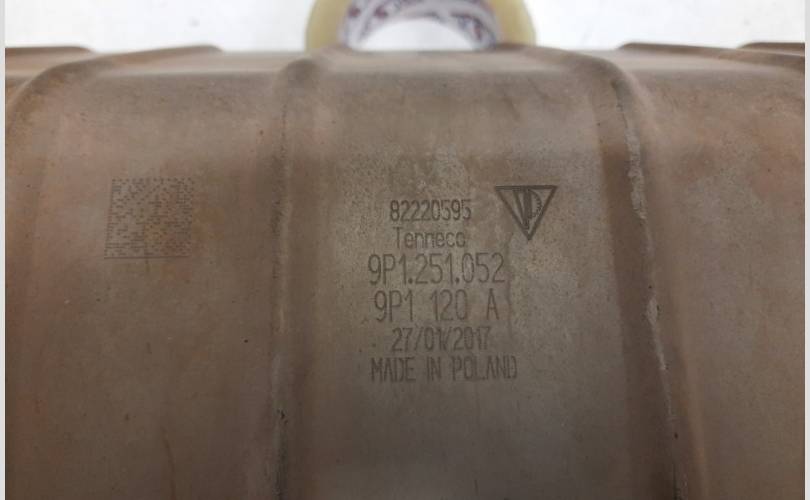 82220595
Tenneco
9P1.251.052
9P1 120 A
27/01/2017
MADE IN POLAND